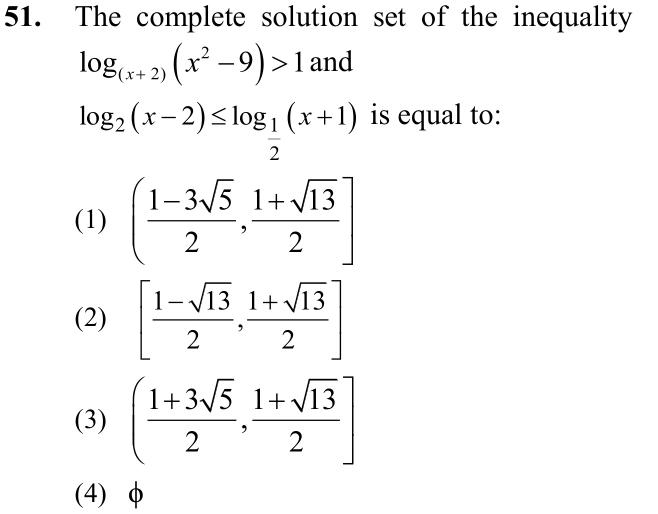 51. The complete solution set of the inequality
log₍ₓ₊ ₂₎ (x² − 9) > 1 and
log₂ (x − 2) ≤ log_{1/2} (x + 1) is equal to:
(1) ( (1−3√5)/2 , (1+√13)/2 ]
(2) [ (1−√13)/2 , (1+√13)/2 ]
(3) ( (1+3√5)/2 , (1+√13)/2 ]
(4) ϕ